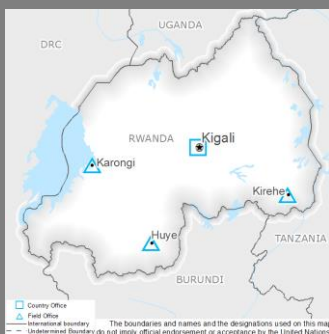 UGANDA
DRC
RWANDA
Kigali
Karongi
Kirehe
Huye
TANZANIA
BURUNDI
Country Office
Field Office
International boundary
Undetermined Boundary
The boundaries and names and the designations used on this map
do not imply official endorsement or acceptance by the United Nations